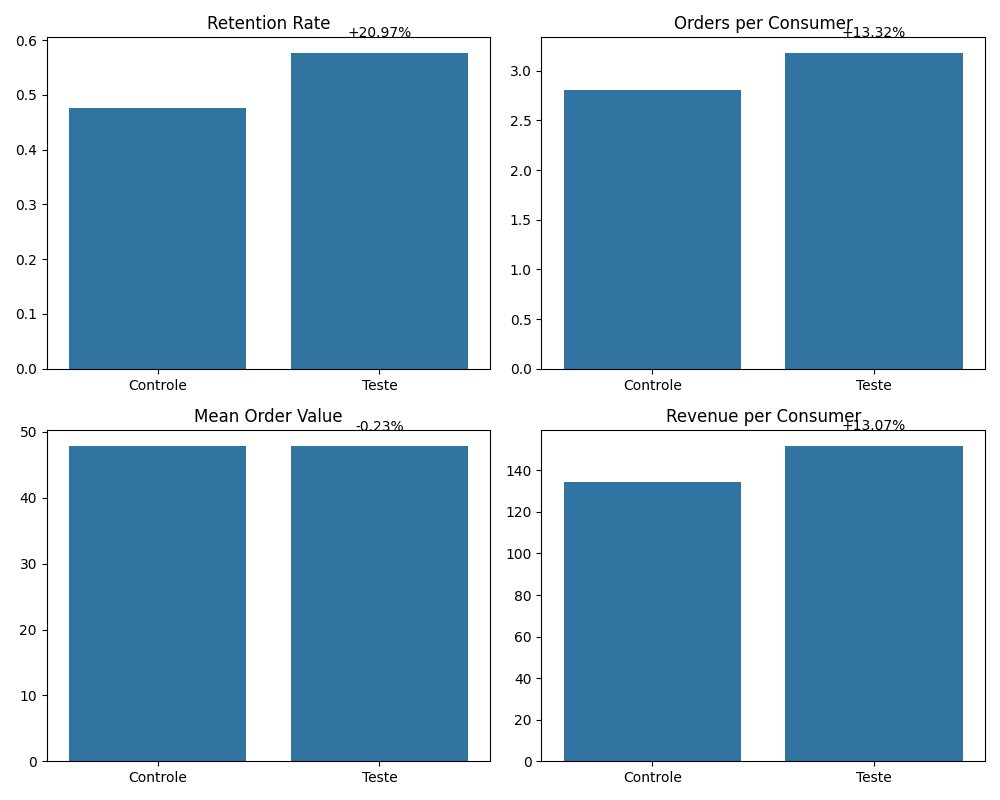 Retention Rate
+20.97%
0.6
0.5
0.4
0.3
0.2
0.1
0.0
Controle
Teste
Orders per Consumer
+13.32%
3.0
2.5
2.0
1.5
1.0
0.5
0.0
Controle
Teste
Mean Order Value
-0.23%
50
40
30
20
10
0
Controle
Teste
Revenue per Consumer
+13.07%
140
120
100
80
60
40
20
0
Controle
Teste